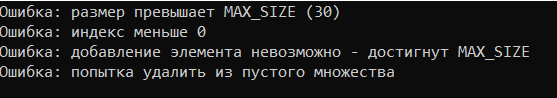 Ошибка: размер превышает MAX_SIZE (30)
Ошибка: индекс меньше 0
Ошибка: добавление элемента невозможно - достигнут MAX_SIZE
Ошибка: попытка удалить из пустого множества